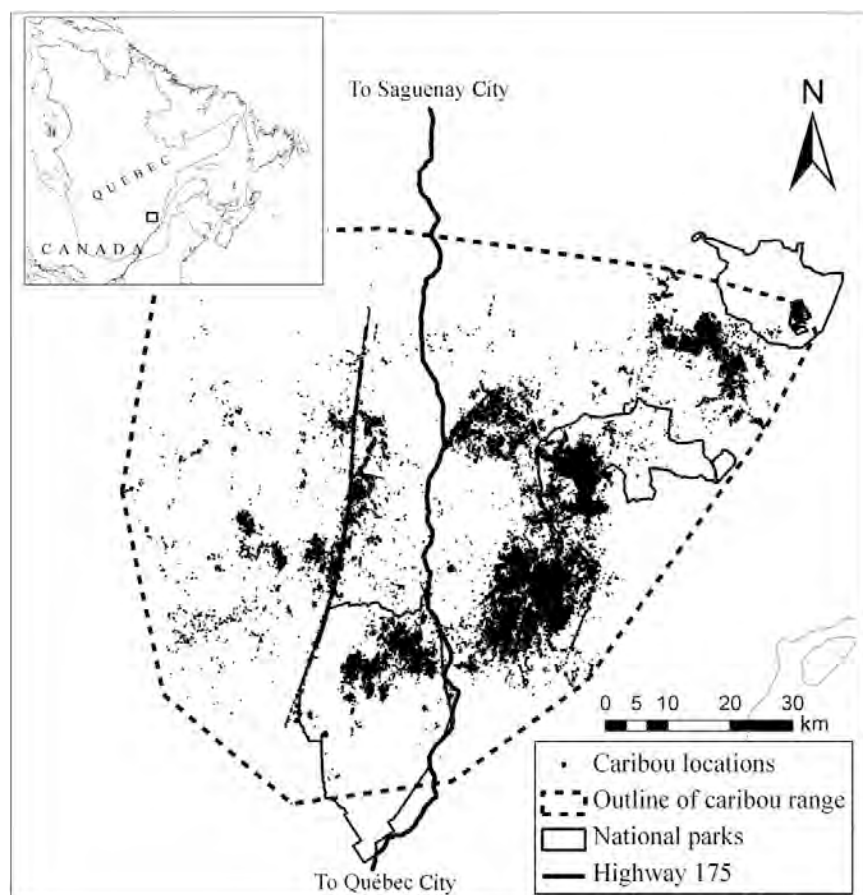 To Saguenay City
N
QUÉBEC
CANADA
0 5 10 20 30
km
Caribou locations
Outline of caribou range
National parks
Highway 175
To Québec City